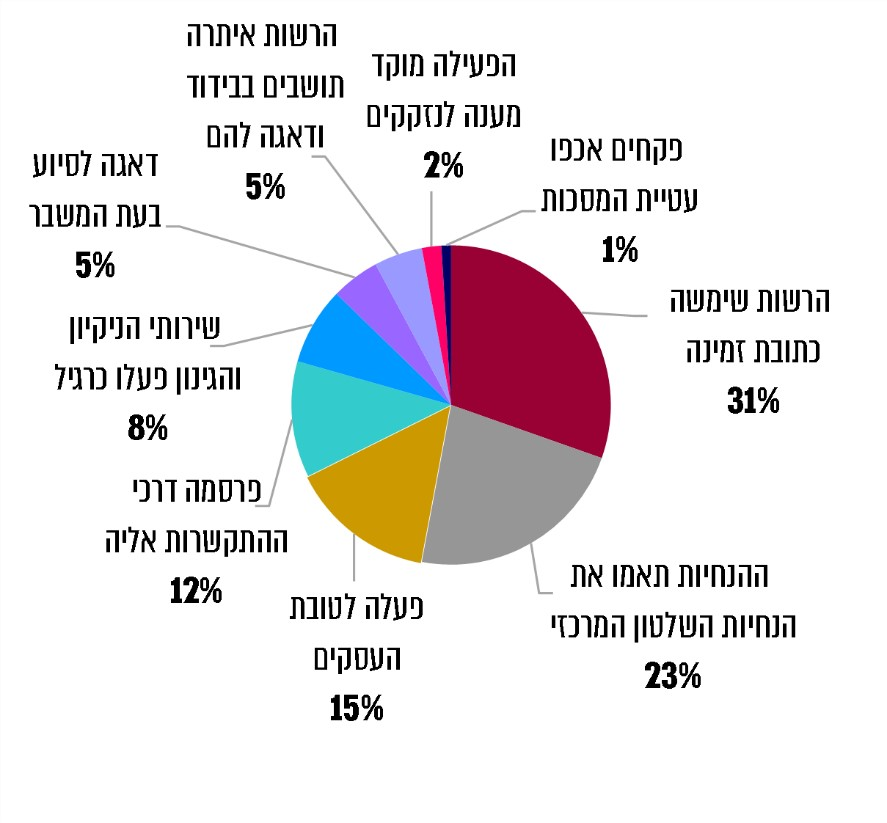 הרשות איתרה
תושבים בבידוד
ודאגה להם
5%
הפעילה מוקד
מענה לנזקקים
2%
פקחים אכפו
עטיית המסכות
1%
הרשות שימשה
כתובת זמינה
31%
ההנחיות תאמו את
הנחיות השלטון המרכזי
23%
פעלה לטובת
העסקים
15%
פרסמה דרכי
ההתקשרות אליה
12%
שירותי הניקיון
והגינון פעלו כרגיל
8%
דאגה לסיוע
בעת המשבר
5%